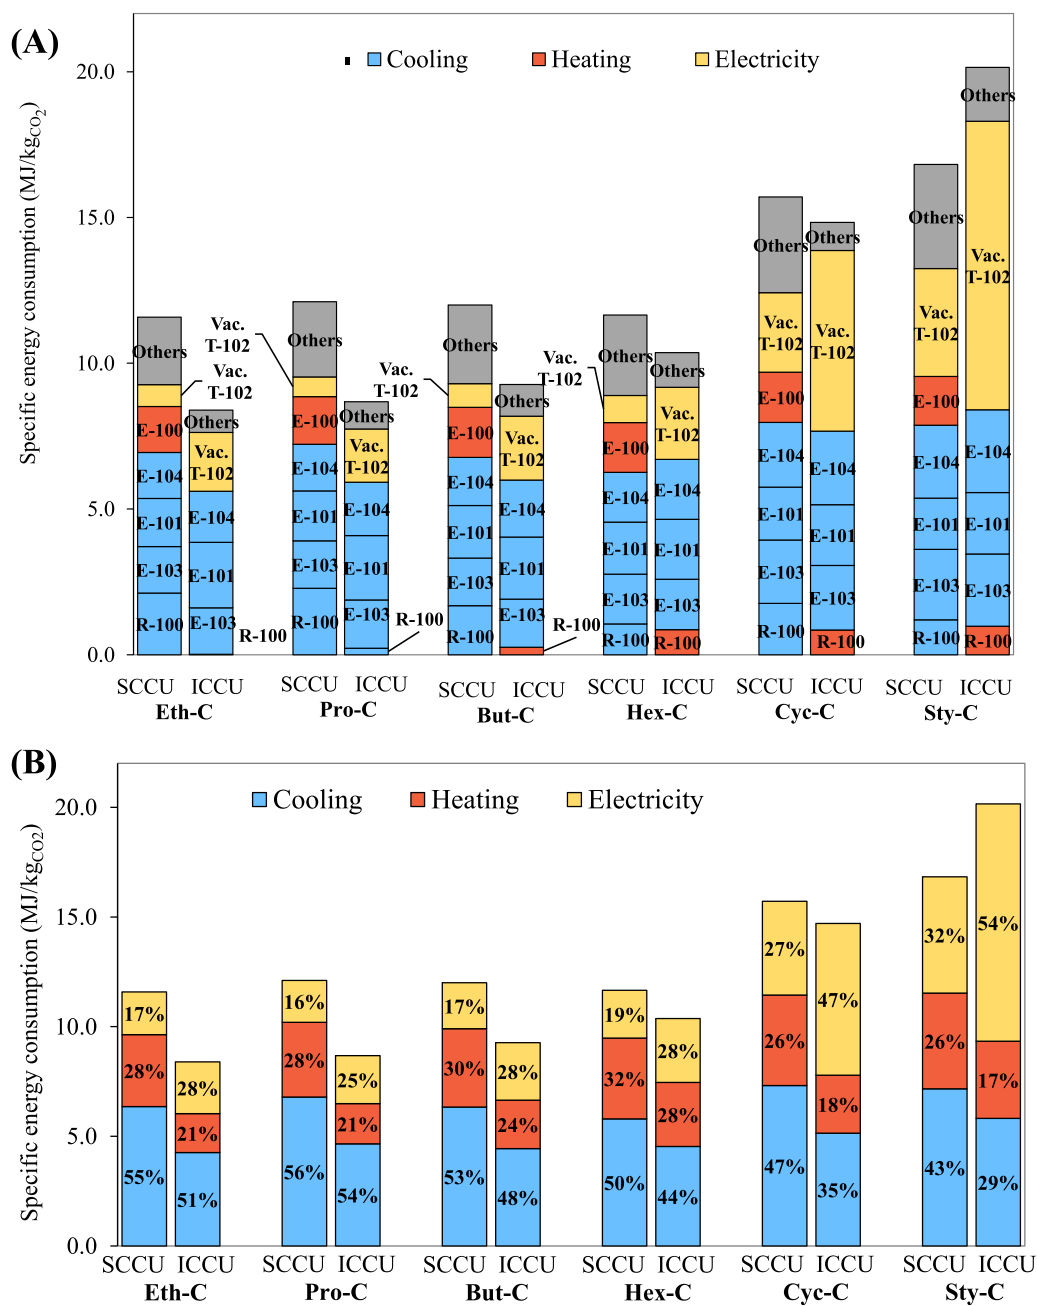 (A)
Cooling Heating Electricity
Specific energy consumption (MJ/kgCO2)
20.0
15.0
10.0
5.0
0.0
Others
Vac.
T-102
E-100
E-104
E-101
E-103
R-100
Others
Vac.
T-102
E-104
E-101
E-103
R-100
Vac.
T-102
Others
E-100
E-104
E-101
E-103
R-100
Others
Vac.
T-102
E-104
E-101
E-103
R-100
Vac.
T-102
Others
E-100
E-104
E-101
E-103
R-100
Others
Vac.
T-102
E-104
E-101
E-103
R-100
Vac.
T-102
Others
E-100
E-104
E-101
E-103
R-100
Others
Vac.
T-102
E-104
E-101
E-103
R-100
Others
Vac.
T-102
E-100
E-104
E-101
E-103
R-100
Others
Vac.
T-102
E-104
E-101
E-103
R-100
Others
Vac.
T-102
E-100
E-104
E-101
E-103
R-100
Others
Vac.
T-102
E-104
E-101
E-103
R-100
SCCU ICCU SCCU ICCU SCCU ICCU SCCU ICCU SCCU ICCU SCCU ICCU
Eth-C Pro-C But-C Hex-C Cyc-C Sty-C
(B)
Cooling Heating Electricity
Specific energy consumption (MJ/kgCO2)
20.0
15.0
10.0
5.0
0.0
17%
28%
55%
28%
21%
51%
16%
28%
56%
25%
21%
54%
17%
30%
53%
28%
24%
48%
19%
32%
50%
28%
28%
44%
27%
26%
47%
47%
18%
35%
32%
26%
43%
54%
17%
29%
SCCU ICCU SCCU ICCU SCCU ICCU SCCU ICCU SCCU ICCU SCCU ICCU
Eth-C Pro-C But-C Hex-C Cyc-C Sty-C